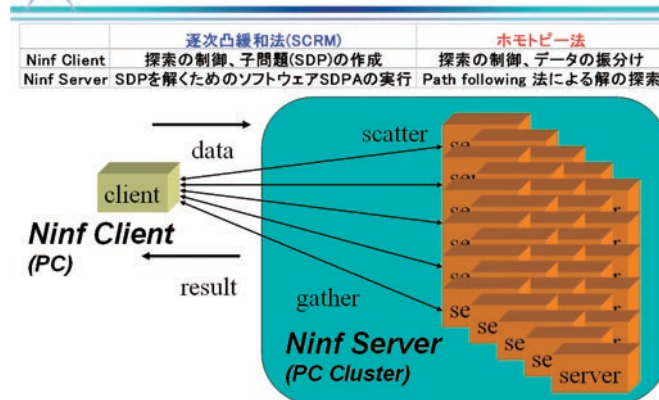 逐次凸緩和法(SCRM) ホモトピー法
Ninf Client 探索の制御、子問題(SDP)の作成 探索の制御、データの振分け
Ninf Server SDPを解くためのソフトウェアSDPAの実行 Path following 法による解の探索
data
scatter
client
Ninf Client
(PC)
result
gather
Ninf Server
(PC Cluster)
server